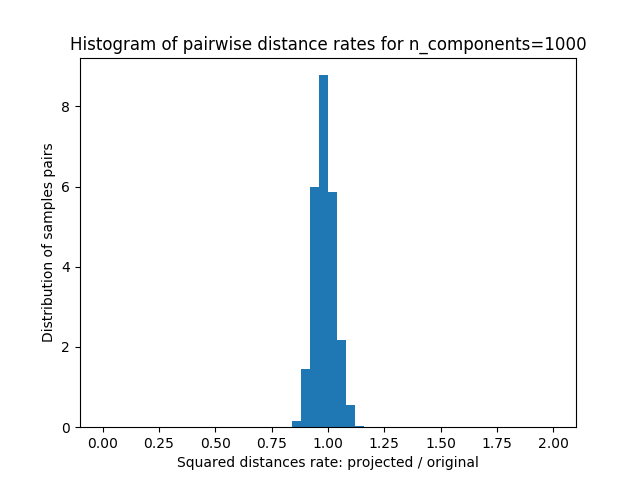 Histogram of pairwise distance rates for n_components=1000
Distribution of samples pairs
8
6
4
2
0
0.00 0.25 0.50 0.75 1.00 1.25 1.50 1.75 2.00
Squared distances rate: projected / original